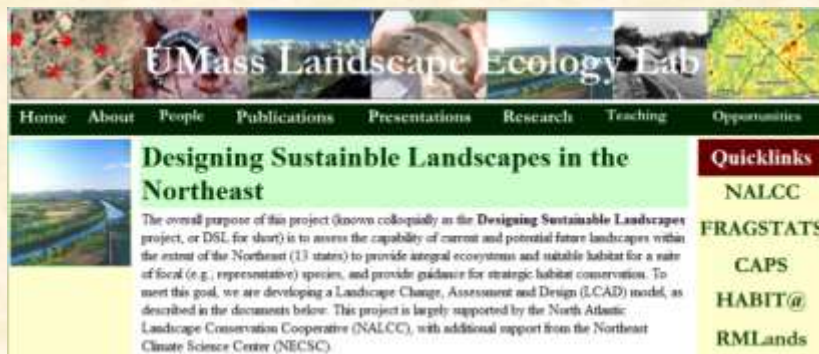 UMass Landscape Ecology Lab
Home About People Publications Presentations Research Teaching Opportunities
Designing Sustainble Landscapes in the
Northeast
The overall purpose of this project (known colloquially as the Designing Sustainable Landscapes
project, or DSL for short) is to assess the capability of current and potential future landscapes within
the extent of the Northeast (13 states) to provide integral ecosystems and suitable habitat for a suite
of focal (e.g., representative) species, and provide guidance for strategic habitat conservation. To
meet this goal, we are developing a Landscape Change, Assessment and Design (LCAD) model, as
described in the documents below. This project is largely supported by the North Atlantic
Landscape Conservation Cooperative (NALCC), with additional support from the Northeast
Climate Science Center (NECSC).
Quicklinks
NALCC
FRAGSTATS
CAPS
HABIT@
RMLands